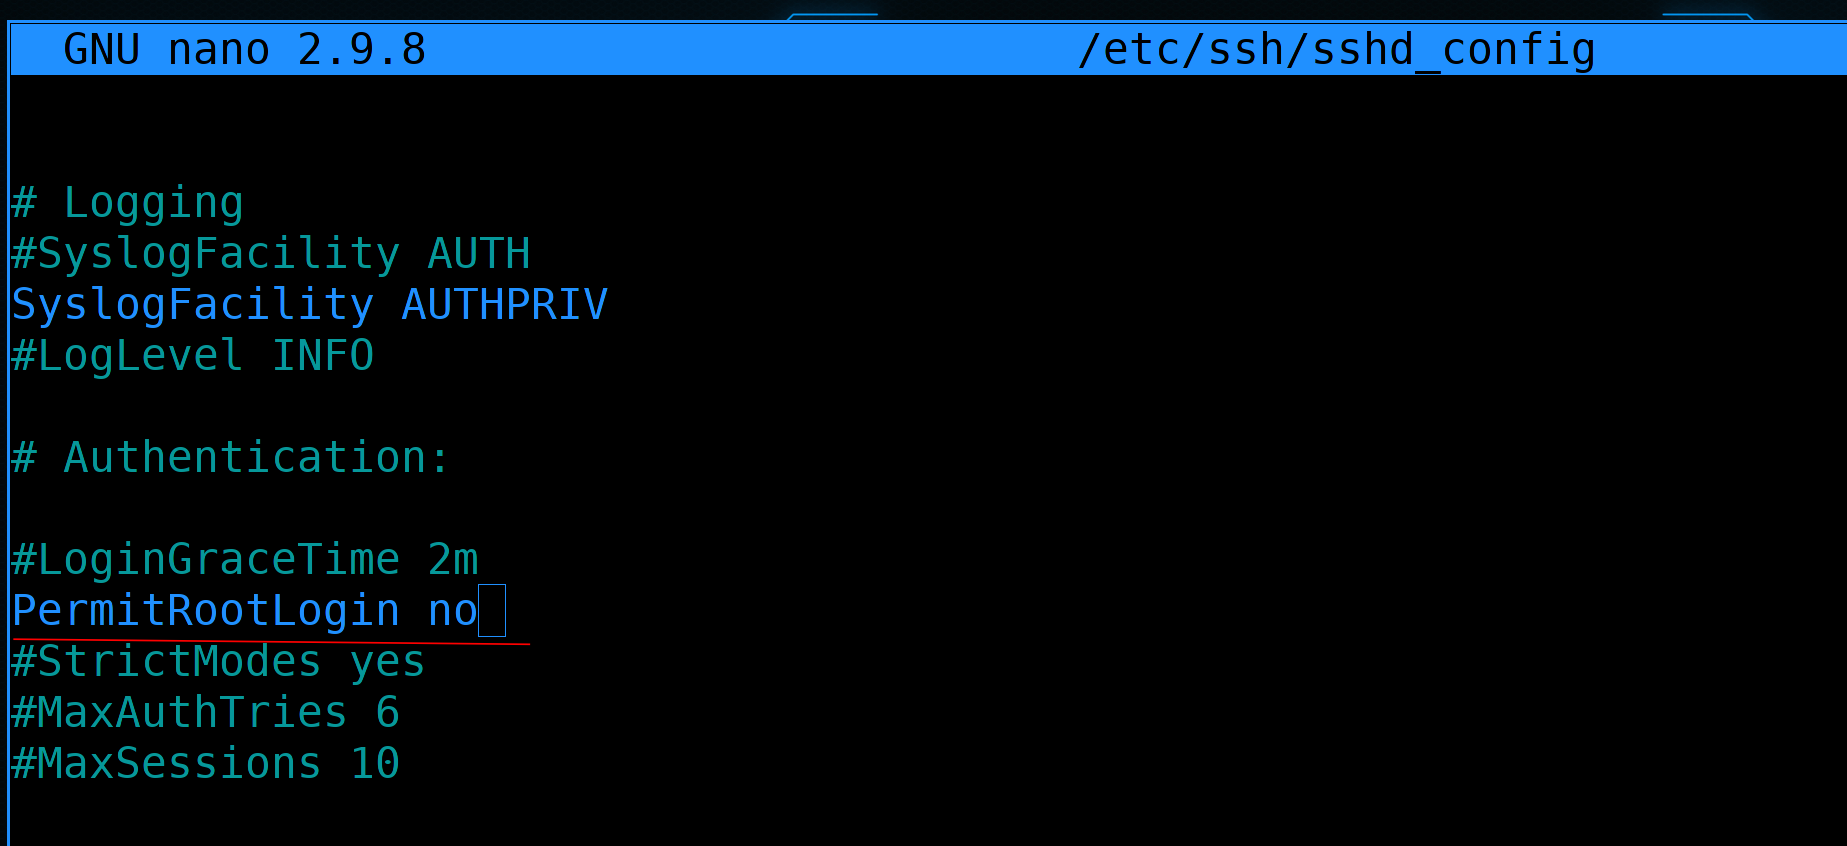 GNU nano 2.9.8 /etc/ssh/sshd_config
# Logging
#SyslogFacility AUTH
SyslogFacility AUTHPRIV
#LogLevel INFO
# Authentication:
#LoginGraceTime 2m
PermitRootLogin no
#StrictModes yes
#MaxAuthTries 6
#MaxSessions 10